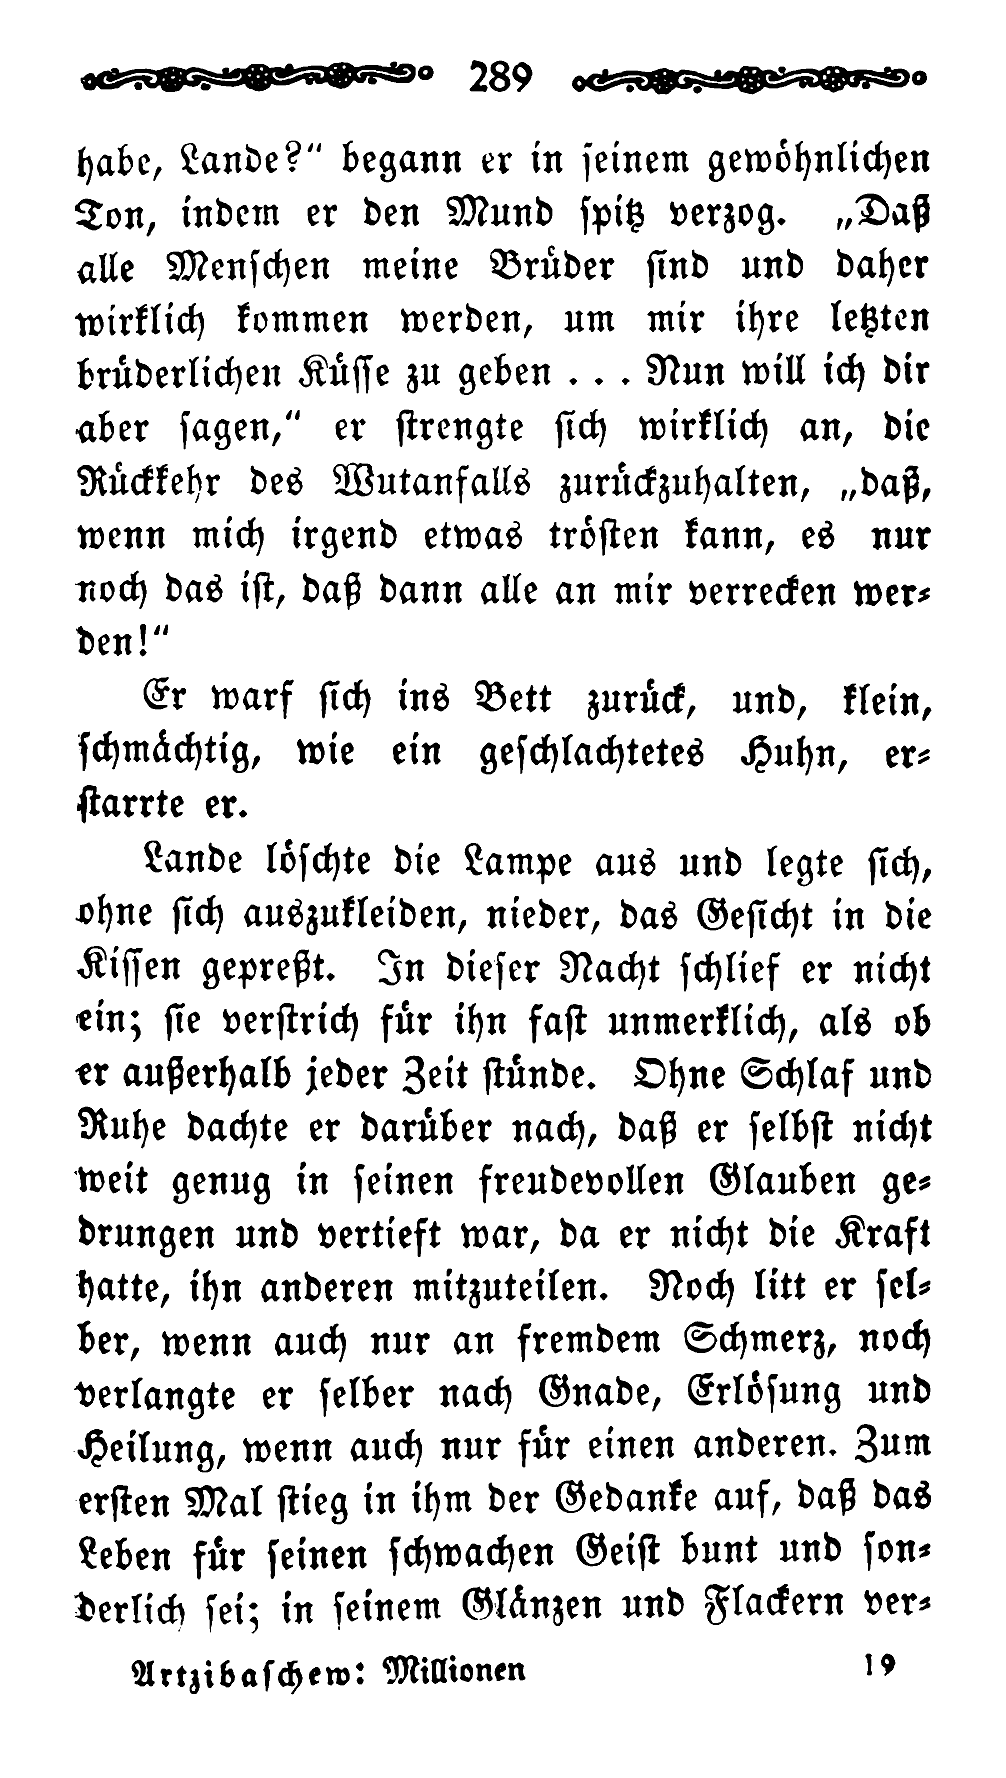 289
habe, Lande?“ begann er in seinem gewöhnlichen
Ton, indem er den Mund spitz verzog. „Daß
alle Menschen meine Brüder sind und daher
wirklich kommen werden, um mir ihre letzten
brüderlichen Küsse zu geben . . . Nun will ich dir
aber sagen,“ er strengte sich wirklich an, die
Rückkehr des Wutanfalls zurückzuhalten, „daß,
wenn mich irgend etwas trösten kann, es nur
noch das ist, daß dann alle an mir verrecken wer-
den!“
Er warf sich ins Bett zurück, und, klein,
schmächtig, wie ein geschlachtetes Huhn, er-
starrte er.
Lande löschte die Lampe aus und legte sich,
ohne sich auszukleiden, nieder, das Gesicht in die
Kissen gepreßt. In dieser Nacht schlief er nicht
ein; sie verstrich für ihn fast unmerklich, als ob
er außerhalb jeder Zeit stünde. Ohne Schlaf und
Ruhe dachte er darüber nach, daß er selbst nicht
weit genug in seinen freudevollen Glauben ge-
drungen und vertieft war, da er nicht die Kraft
hatte, ihn anderen mitzuteilen. Noch litt er sel-
ber, wenn auch nur an fremdem Schmerz, noch
verlangte er selber nach Gnade, Erlösung und
Heilung, wenn auch nur für einen anderen. Zum
ersten Mal stieg in ihm der Gedanke auf, daß das
Leben für seinen schwachen Geist bunt und son-
derlich sei; in seinem Glänzen und Flackern ver-
Artzibaschew: Millionen 19